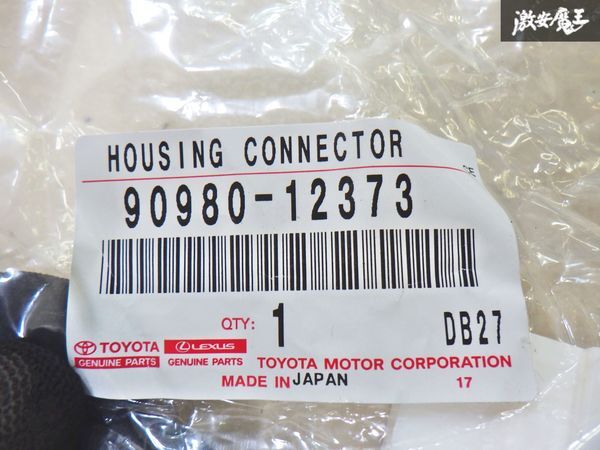 激安魔王
HOUSING CONNECTOR
90980-12373
QTY: 1 DB27
TOYOTA LEXUS
GENUINE PARTS GENUINE PARTS TOYOTA MOTOR CORPORATION
MADE IN JAPAN 17